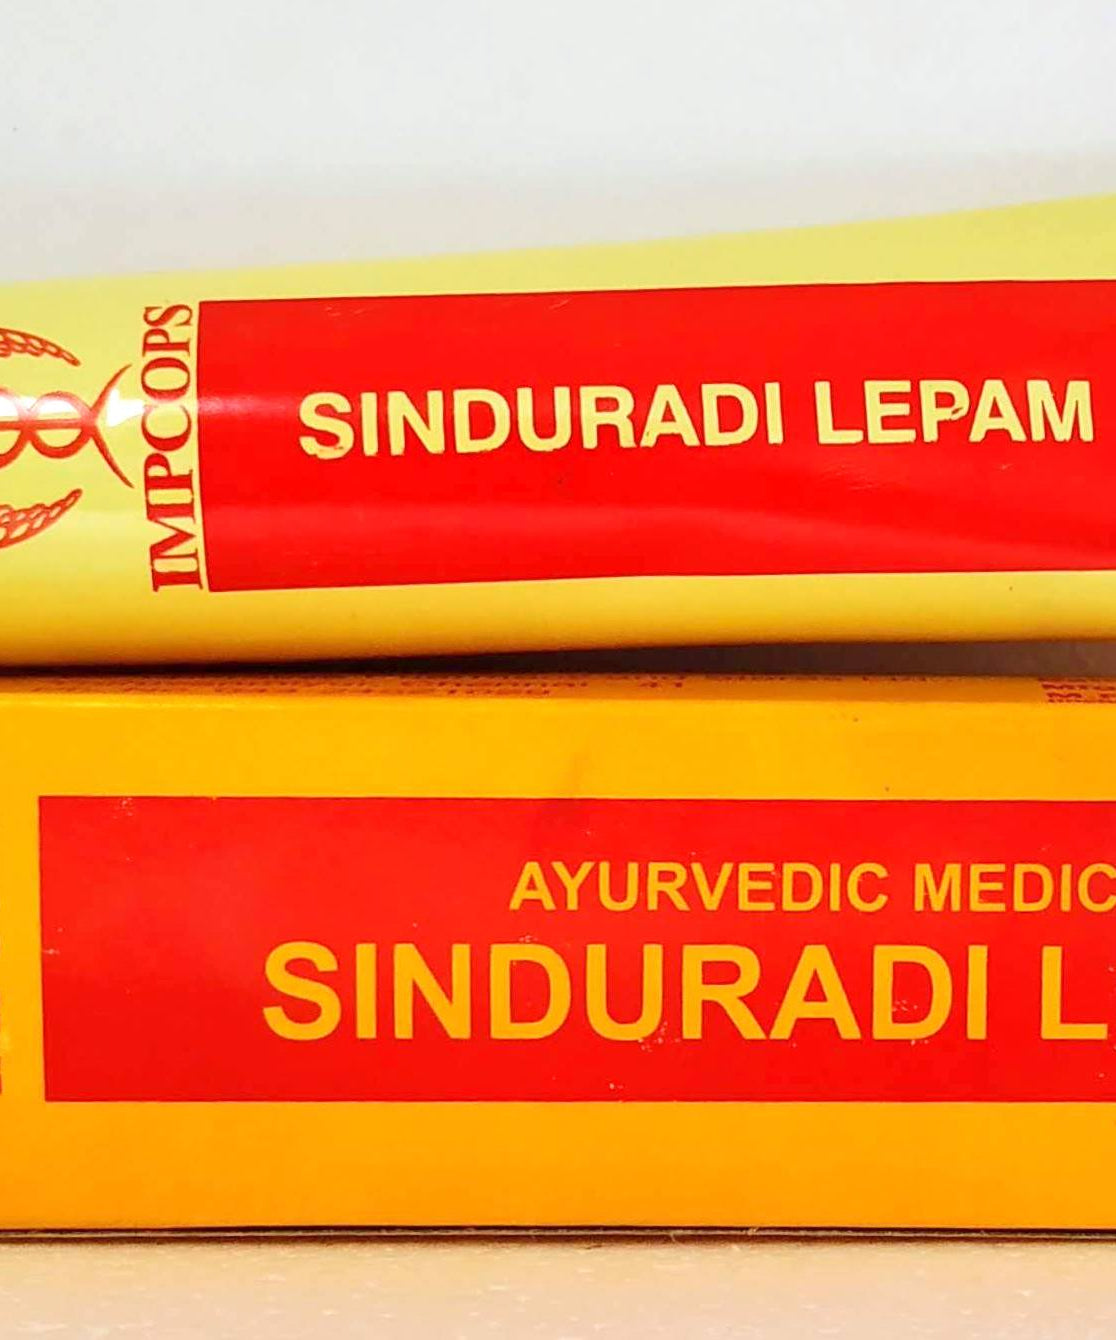 IMPCOPS
SINDURADI LEPAM
AYURVEDIC MEDIC
SINDURADI L